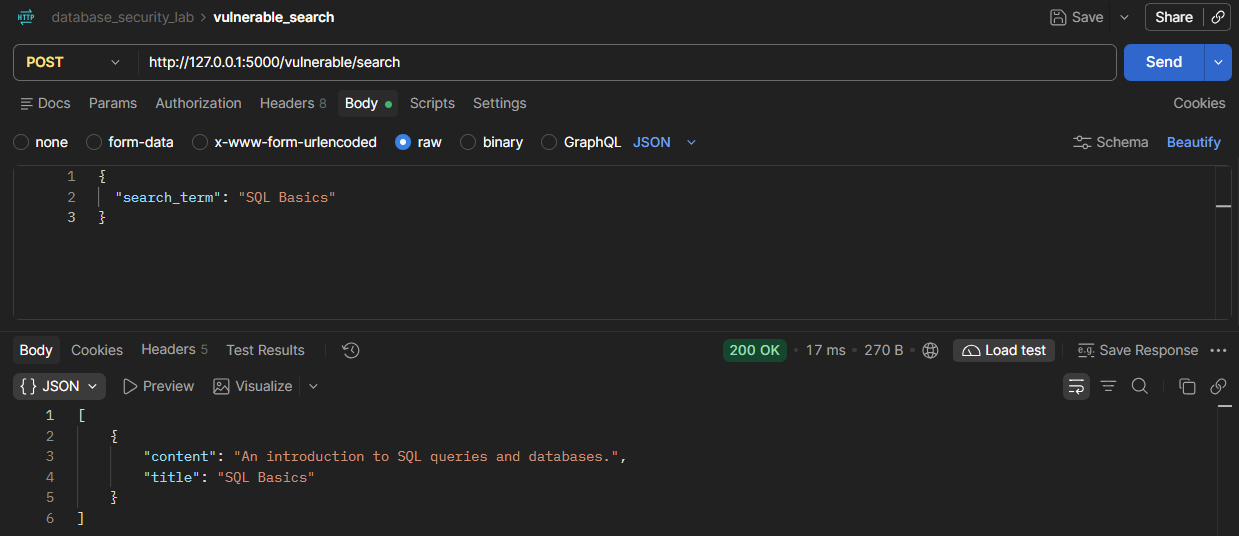 HTTP database_security_lab > vulnerable_search Save Share
POST http://127.0.0.1:5000/vulnerable/search Send
Docs Params Authorization Headers 8 Body Scripts Settings Cookies
none form-data x-www-form-urlencoded raw binary GraphQL JSON Schema Beautify
1 {
2 "search_term": "SQL Basics"
3 }
Body Cookies Headers 5 Test Results 200 OK • 17 ms • 270 B • Load test e.g. Save Response
{} JSON Preview Visualize
1 [
2 {
3 "content": "An introduction to SQL queries and databases.",
4 "title": "SQL Basics"
5 }
6 ]